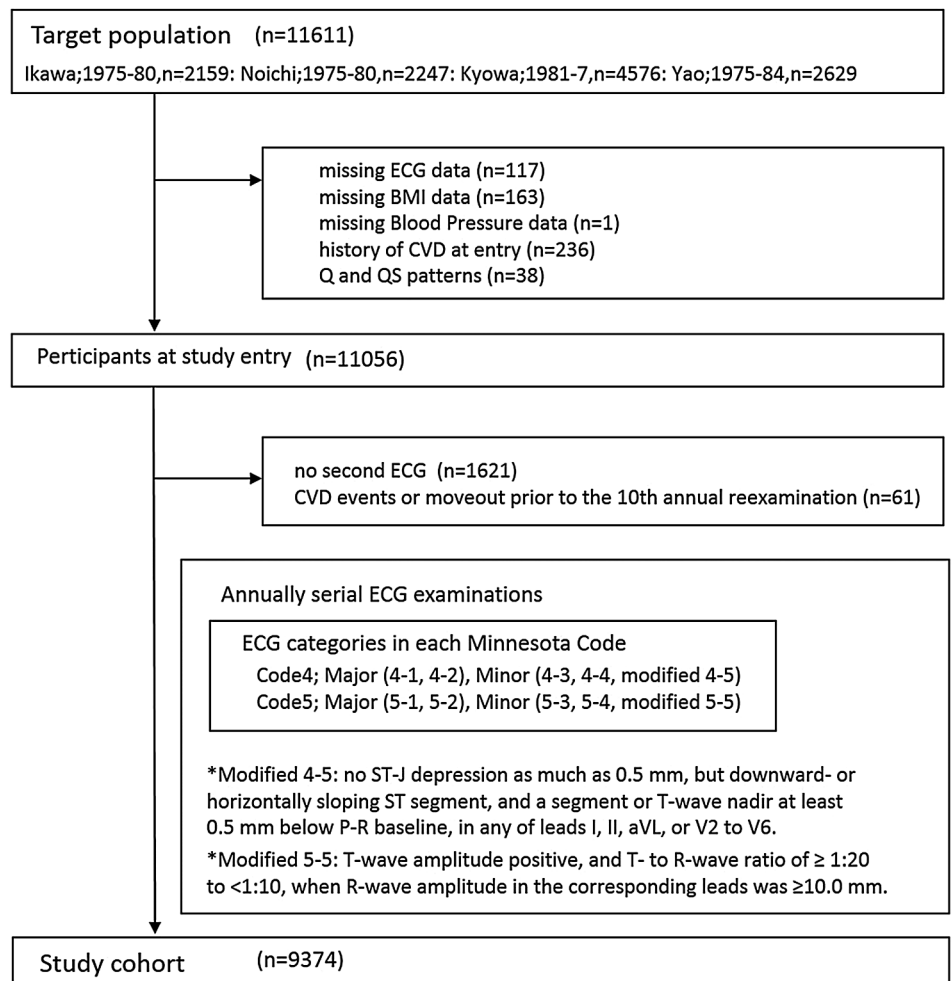 Target population (n=11611)
Ikawa;1975-80,n=2159: Noichi;1975-80,n=2247: Kyowa;1981-7,n=4576: Yao;1975-84,n=2629
missing ECG data (n=117)
missing BMI data (n=163)
missing Blood Pressure data (n=1)
history of CVD at entry (n=236)
Q and QS patterns (n=38)
Perticipants at study entry (n=11056)
no second ECG (n=1621)
CVD events or moveout prior to the 10th annual reexamination (n=61)
Annually serial ECG examinations
ECG categories in each Minnesota Code
Code4; Major (4-1, 4-2), Minor (4-3, 4-4, modified 4-5)
Code5; Major (5-1, 5-2), Minor (5-3, 5-4, modified 5-5)
*Modified 4-5: no ST-J depression as much as 0.5 mm, but downward- or
horizontally sloping ST segment, and a segment or T-wave nadir at least
0.5 mm below P-R baseline, in any of leads I, II, aVL, or V2 to V6.
*Modified 5-5: T-wave amplitude positive, and T- to R-wave ratio of ≥ 1:20
to <1:10, when R-wave amplitude in the corresponding leads was ≥10.0 mm.
Study cohort (n=9374)